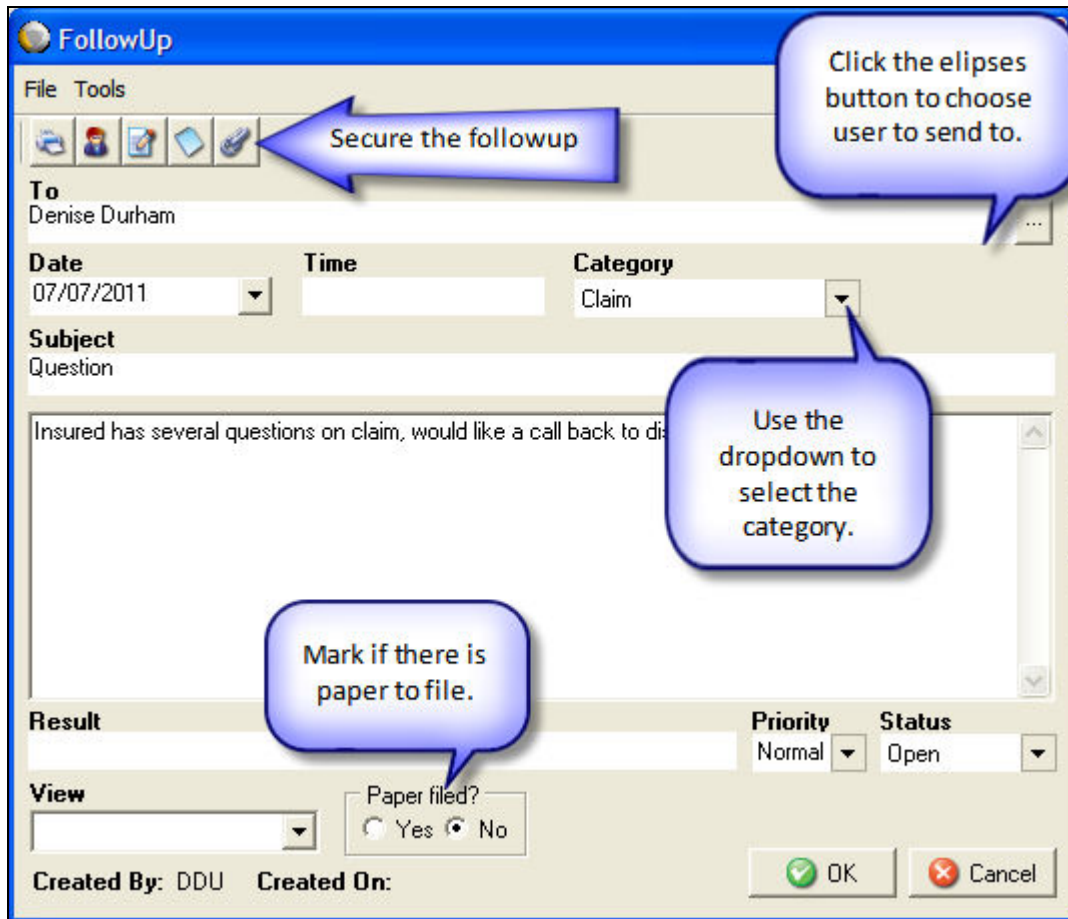 FollowUp
Click the elipses
button to choose
user to send to.
File Tools
Secure the followup
To
Denise Durham
...
Date Time Category
07/07/2011 Claim
Subject
Question
Insured has several questions on claim, would like a call back to
Use the
dropdown to
select the
category.
Mark if there is
paper to file.
Result Priority Status
Normal Open
View Paper filed?
Yes No
Created By: DDU Created On:
OK Cancel